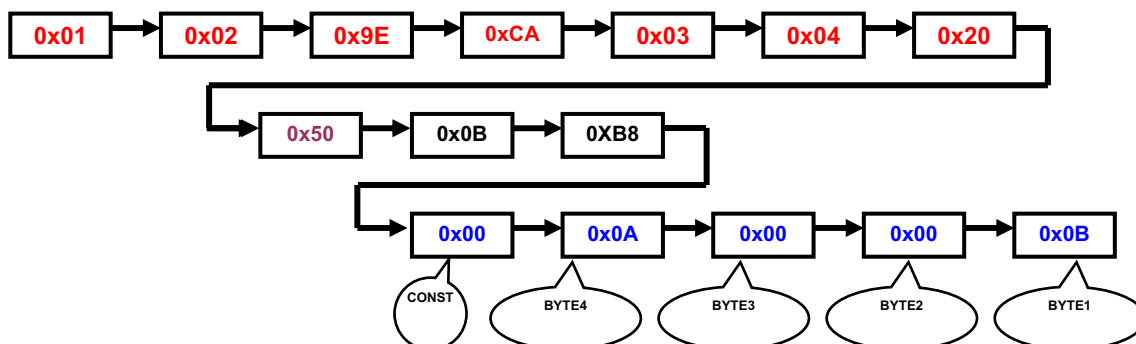 0x01 0x02 0x9E 0xCA 0x03 0x04 0x20
0x50 0x0B 0XB8
0x00 0x0A 0x00 0x00 0x0B
CONST BYTE4 BYTE3 BYTE2 BYTE1